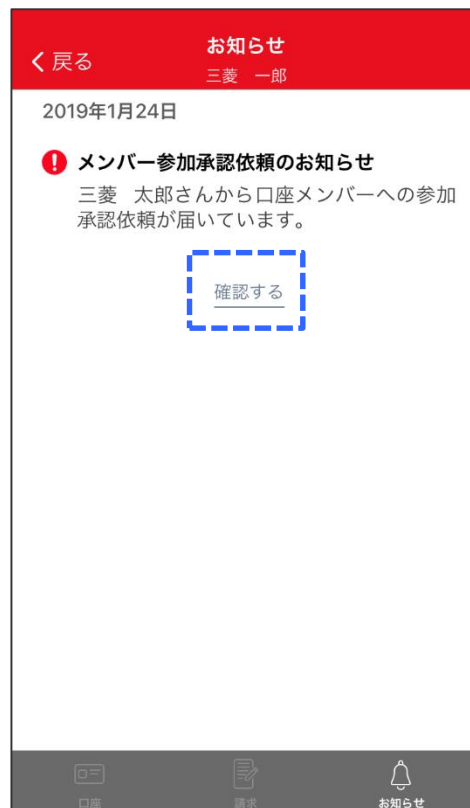 お知らせ
戻る
三菱 一郎
2019年1月24日
メンバー参加承認依頼のお知らせ
三菱 太郎さんから口座メンバーへの参加
承認依頼が届いています。
確認する
口座 請求 お知らせ